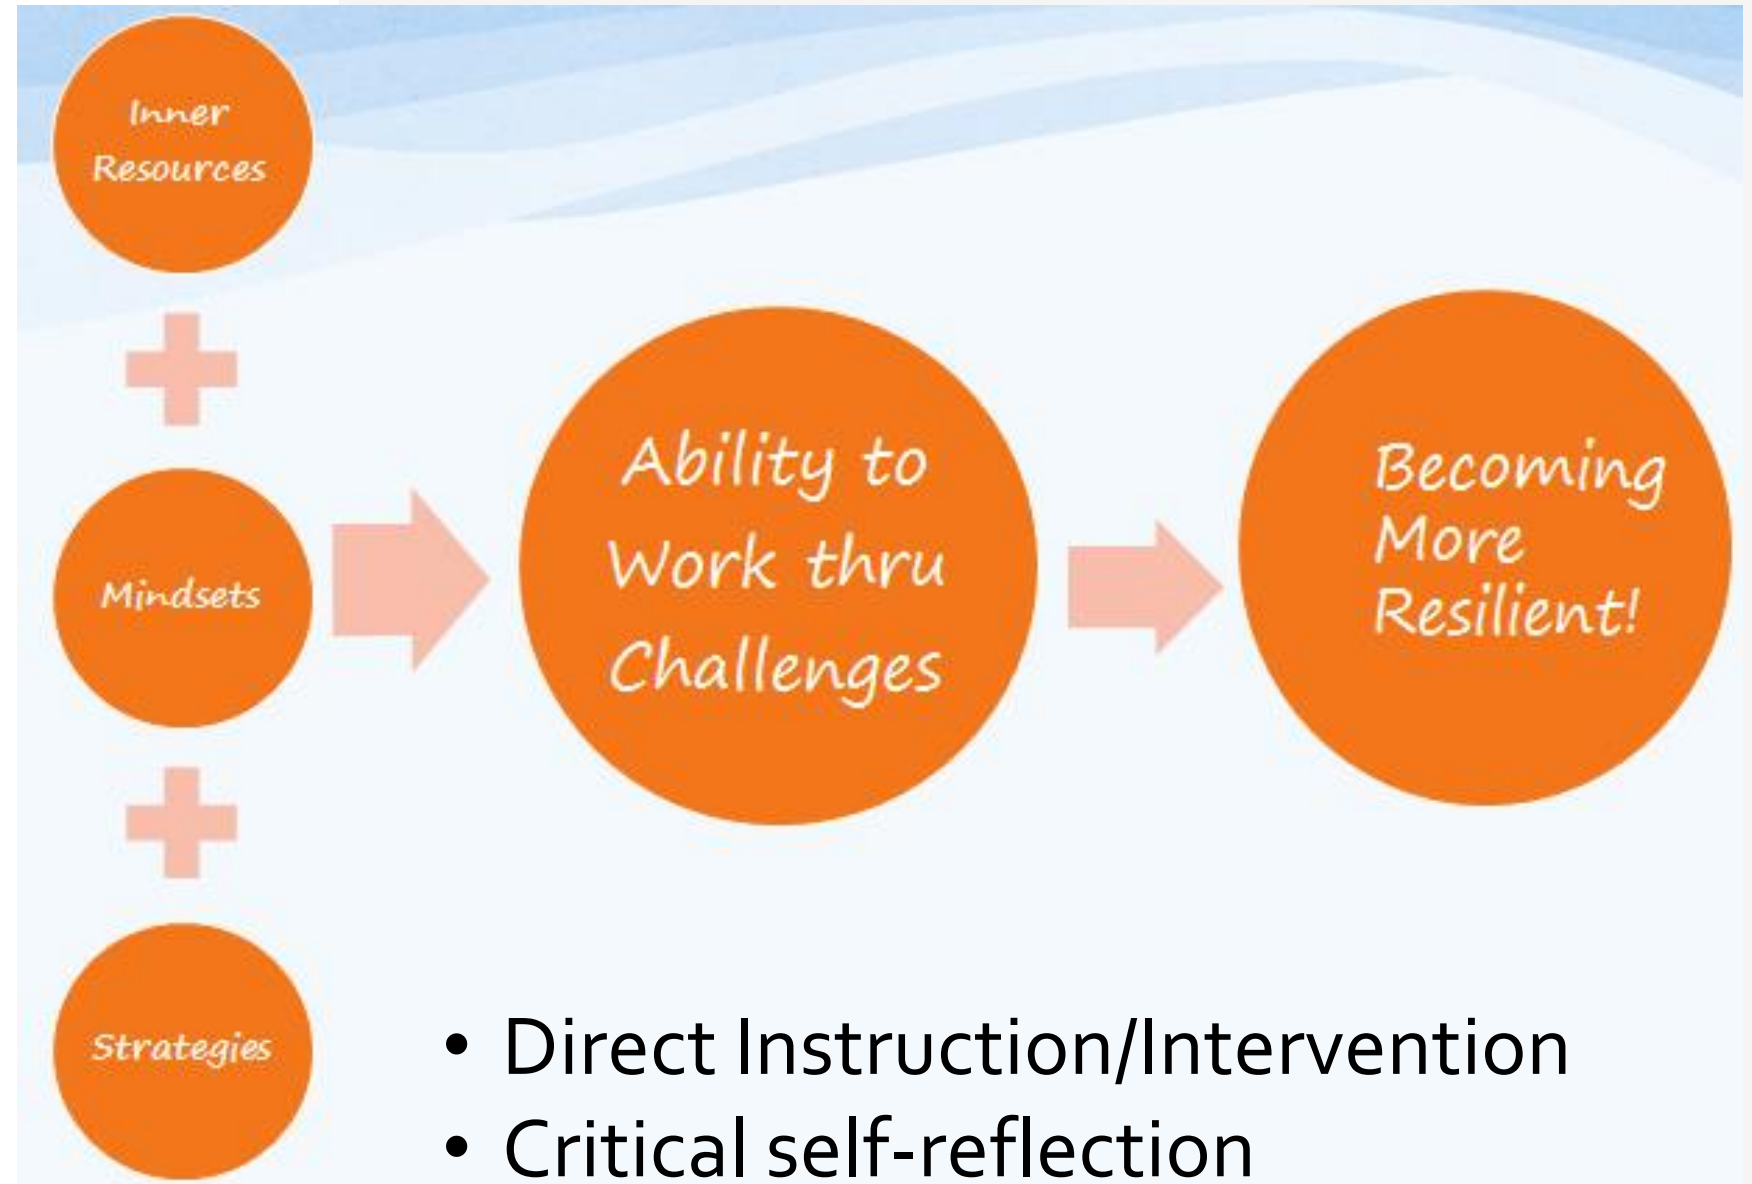 Inner
Resources
Mindsets
Strategies
Ability to
Work thru
Challenges
Becoming
More
Resilient!
• Direct Instruction/Intervention
• Critical self-reflection